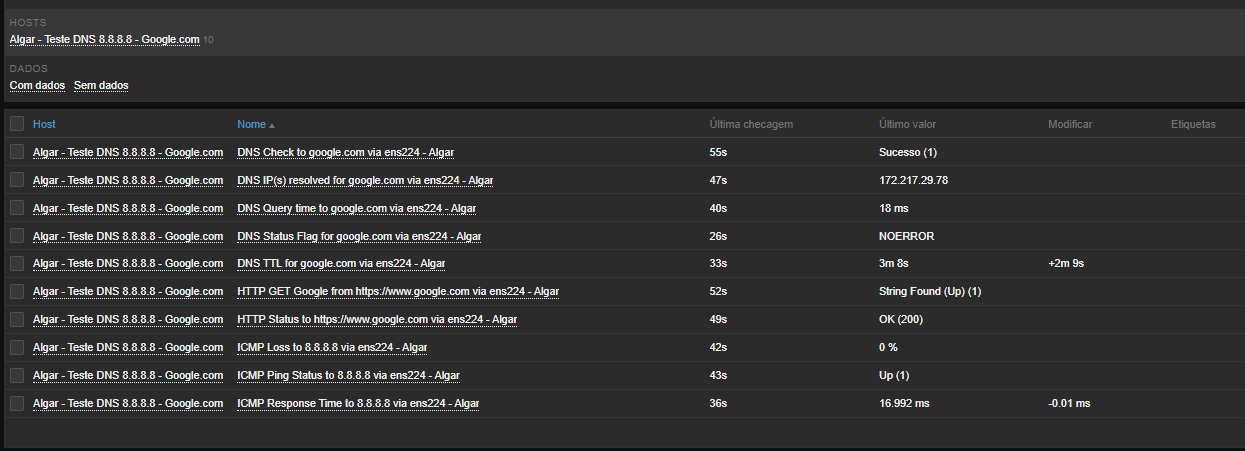 HOSTS
Algar - Teste DNS 8.8.8.8 - Google.com 10
DADOS
Com dados Sem dados
Host Nome ▲ Última checagem Último valor Modificar Etiquetas
Algar - Teste DNS 8.8.8.8 - Google.com DNS Check to google.com via ens224 - Algar 55s Sucesso (1)
Algar - Teste DNS 8.8.8.8 - Google.com DNS IP(s) resolved for google.com via ens224 - Algar 47s 172.217.29.78
Algar - Teste DNS 8.8.8.8 - Google.com DNS Query time to google.com via ens224 - Algar 40s 18 ms
Algar - Teste DNS 8.8.8.8 - Google.com DNS Status Flag for google.com via ens224 - Algar 26s NOERROR
Algar - Teste DNS 8.8.8.8 - Google.com DNS TTL for google.com via ens224 - Algar 33s 3m 8s +2m 9s
Algar - Teste DNS 8.8.8.8 - Google.com HTTP GET Google from https://www.google.com via ens224 - Algar 52s String Found (Up) (1)
Algar - Teste DNS 8.8.8.8 - Google.com HTTP Status to https://www.google.com via ens224 - Algar 49s OK (200)
Algar - Teste DNS 8.8.8.8 - Google.com ICMP Loss to 8.8.8.8 via ens224 - Algar 42s 0 %
Algar - Teste DNS 8.8.8.8 - Google.com ICMP Ping Status to 8.8.8.8 via ens224 - Algar 43s Up (1)
Algar - Teste DNS 8.8.8.8 - Google.com ICMP Response Time to 8.8.8.8 via ens224 - Algar 36s 16.992 ms -0.01 ms